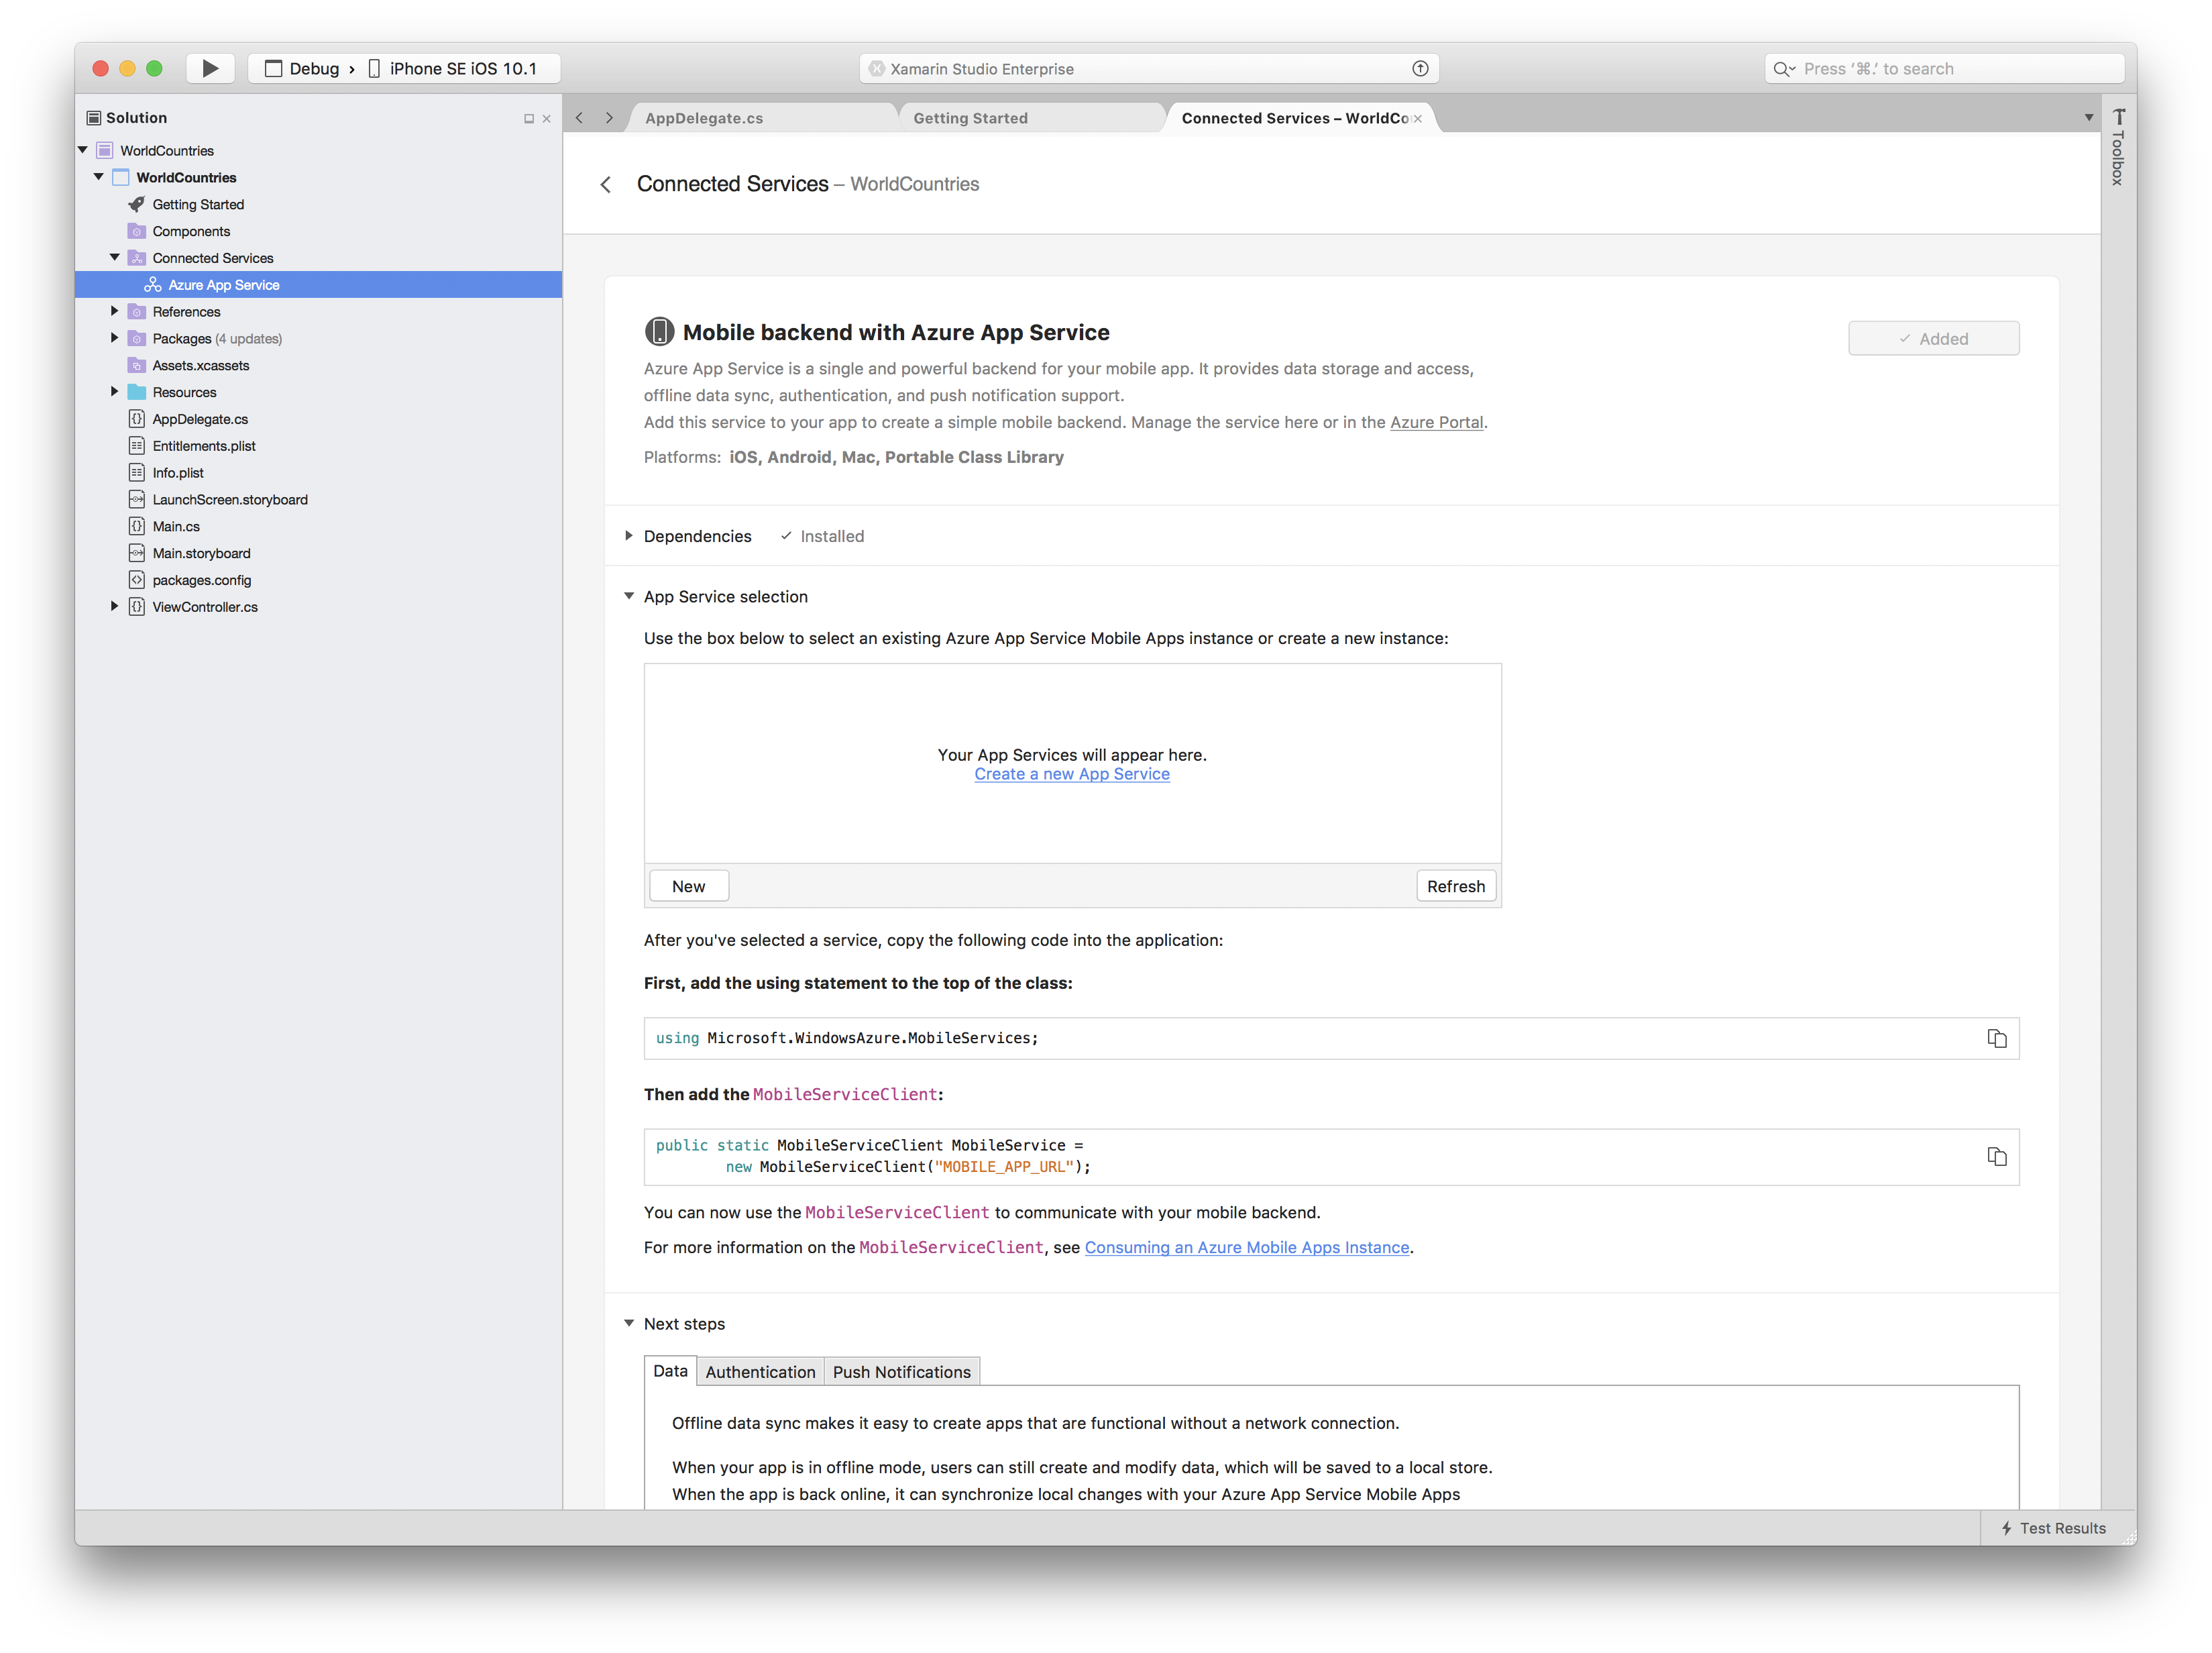 Debug › iPhone SE iOS 10.1
Xamarin Studio Enterprise
Press ‘⌘.’ to search
Solution
WorldCountries
WorldCountries
Getting Started
Components
Connected Services
Azure App Service
References
Packages (4 updates)
Assets.xcassets
Resources
AppDelegate.cs
Entitlements.plist
Info.plist
LaunchScreen.storyboard
Main.cs
Main.storyboard
packages.config
ViewController.cs
AppDelegate.cs
Getting Started
Connected Services – WorldCo
Toolbox
Connected Services – WorldCountries
Mobile backend with Azure App Service
✓ Added
Azure App Service is a single and powerful backend for your mobile app. It provides data storage and access,
offline data sync, authentication, and push notification support.
Add this service to your app to create a simple mobile backend. Manage the service here or in the Azure Portal.
Platforms: iOS, Android, Mac, Portable Class Library
Dependencies ✓ Installed
App Service selection
Use the box below to select an existing Azure App Service Mobile Apps instance or create a new instance:
Your App Services will appear here.
Create a new App Service
New
Refresh
After you've selected a service, copy the following code into the application:
First, add the using statement to the top of the class:
using Microsoft.WindowsAzure.MobileServices;
Then add the MobileServiceClient:
public static MobileServiceClient MobileService =
new MobileServiceClient("MOBILE_APP_URL");
You can now use the MobileServiceClient to communicate with your mobile backend.
For more information on the MobileServiceClient, see Consuming an Azure Mobile Apps Instance.
Next steps
Data
Authentication
Push Notifications
Offline data sync makes it easy to create apps that are functional without a network connection.
When your app is in offline mode, users can still create and modify data, which will be saved to a local store.
When the app is back online, it can synchronize local changes with your Azure App Service Mobile Apps
Test Results